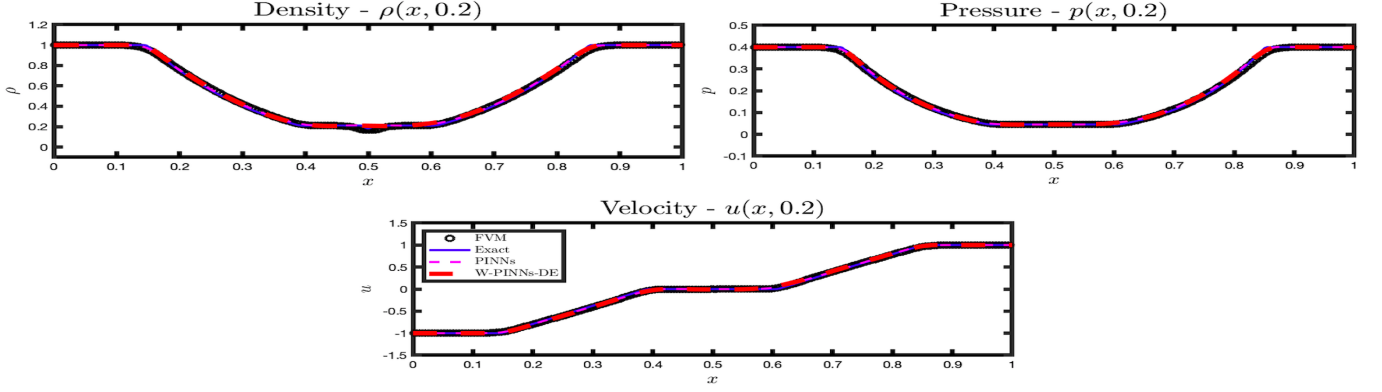 Density - ρ(x, 0.2)
1.2
1
0.8
0.6
0.4
0.2
0
ρ
0 0.1 0.2 0.3 0.4 0.5 0.6 0.7 0.8 0.9 1
x
Pressure - p(x, 0.2)
0.5
0.4
0.3
0.2
0.1
0
-0.1
p
0 0.1 0.2 0.3 0.4 0.5 0.6 0.7 0.8 0.9 1
x
Velocity - u(x, 0.2)
1.5
1
0.5
0
-0.5
-1
-1.5
u
FVM
Exact
PINNs
W-PINNs-DE
0 0.1 0.2 0.3 0.4 0.5 0.6 0.7 0.8 0.9 1
x